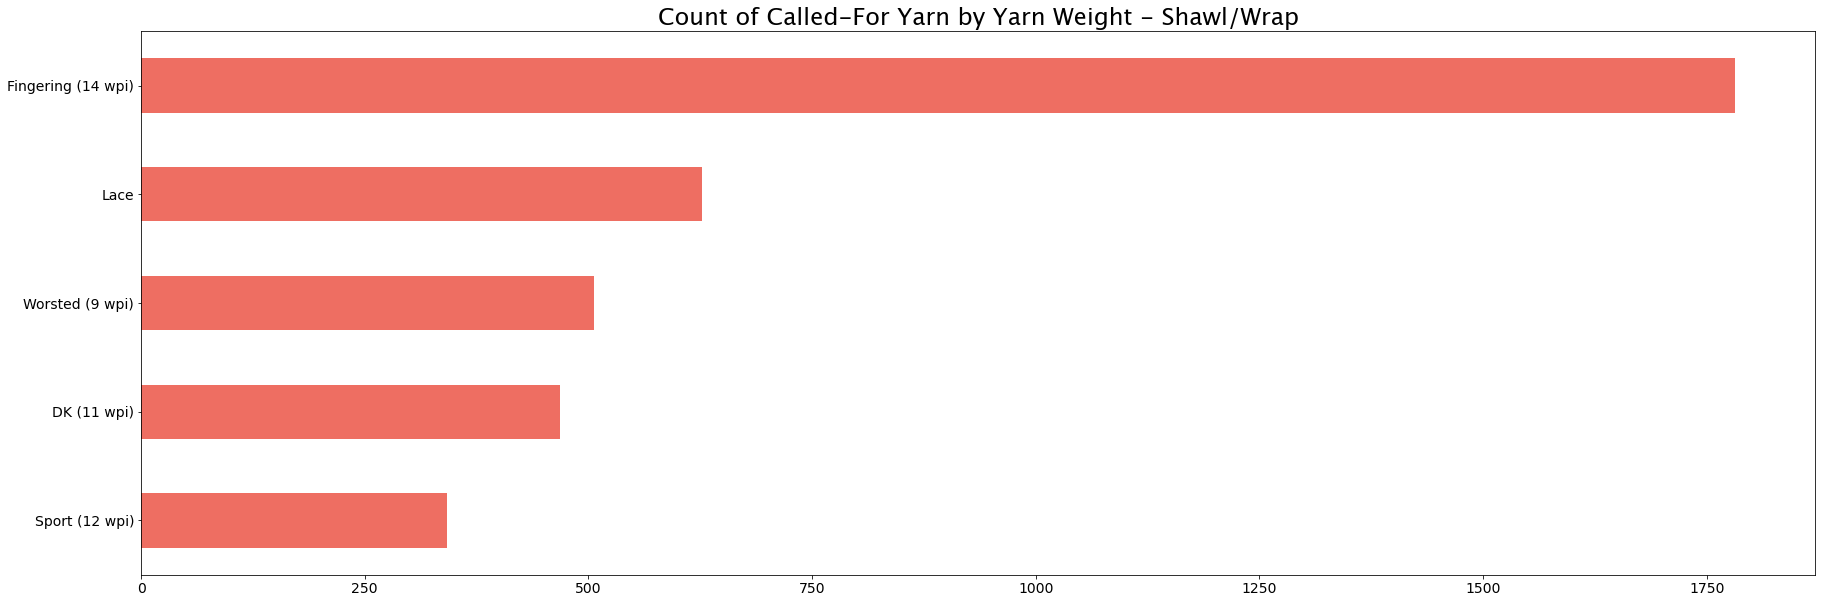 Count of Called-For Yarn by Yarn Weight - Shawl/Wrap
Fingering (14 wpi)
Lace
Worsted (9 wpi)
DK (11 wpi)
Sport (12 wpi)
0 250 500 750 1000 1250 1500 1750